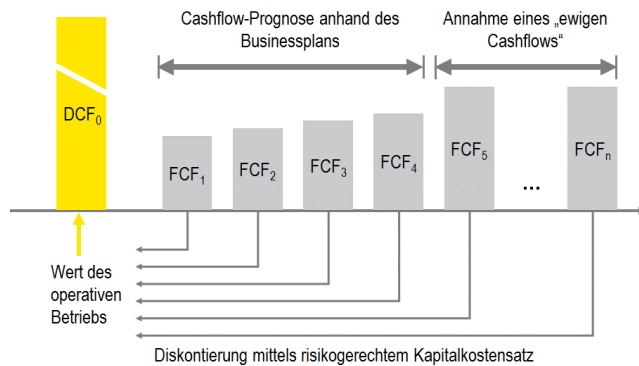 Cashflow-Prognose anhand des
Businessplans
Annahme eines „ewigen
Cashflows“
DCF₀
FCF₁
FCF₂
FCF₃
FCF₄
FCF₅
...
FCFₙ
Wert des
operativen
Betriebs
Diskontierung mittels risikogerechtem Kapitalkostensatz